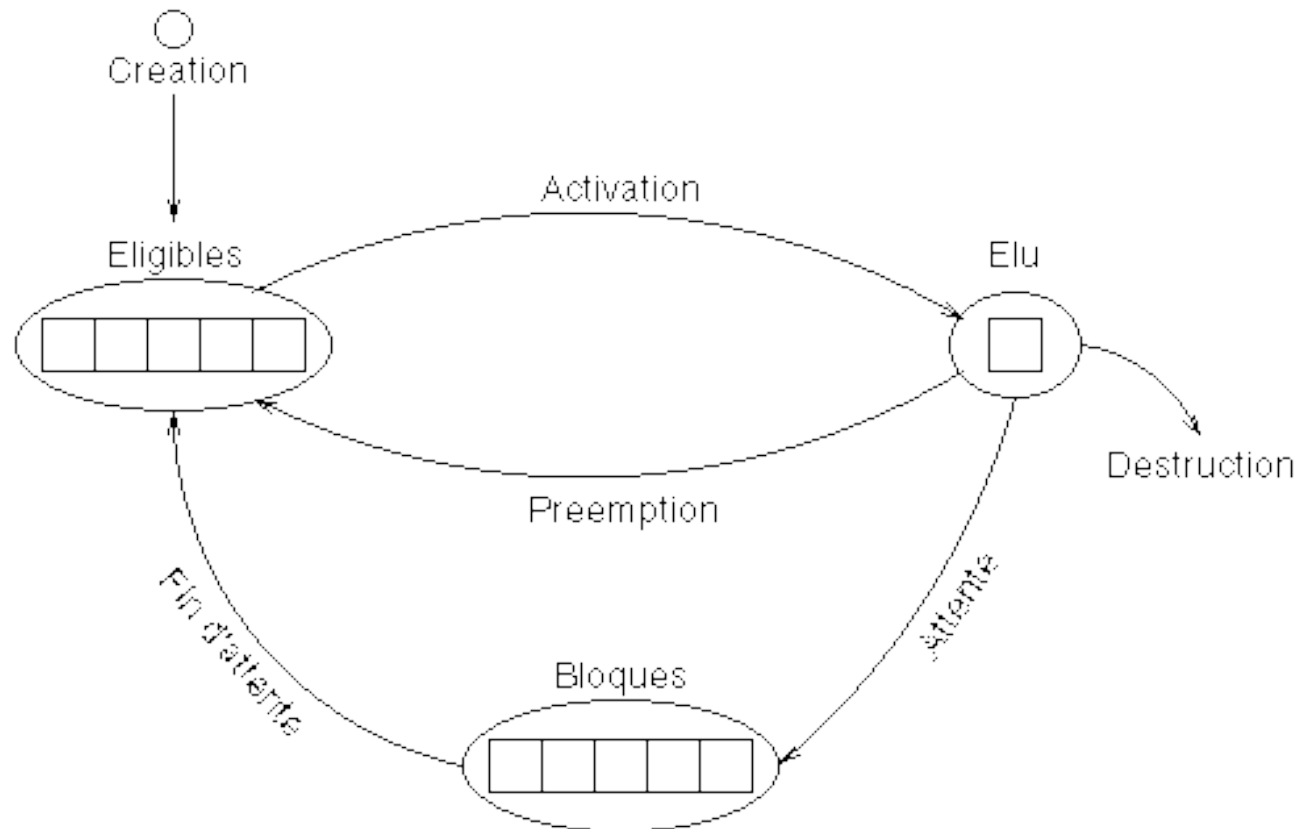 Creation
Activation
Eligibles
Elu
Destruction
Preemption
Fin d'attente
Attente
Bloques